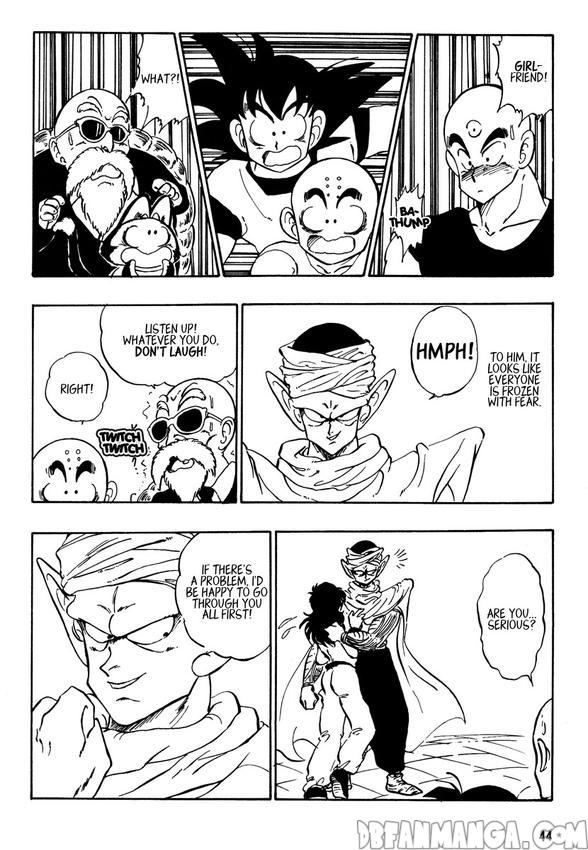 GIRL-
FRIEND!
BA-
THUMP
WHAT?!
HMPH!
TO HIM, IT
LOOKS LIKE
EVERYONE
IS FROZEN
WITH FEAR.
LISTEN UP!
WHATEVER YOU DO,
DON'T LAUGH!
RIGHT!
TWITCH
TWITCH
ARE YOU...
SERIOUS?
IF THERE'S
A PROBLEM, I'D
BE HAPPY TO GO
THROUGH YOU
ALL FIRST!
44
DBFANMANGA.COM